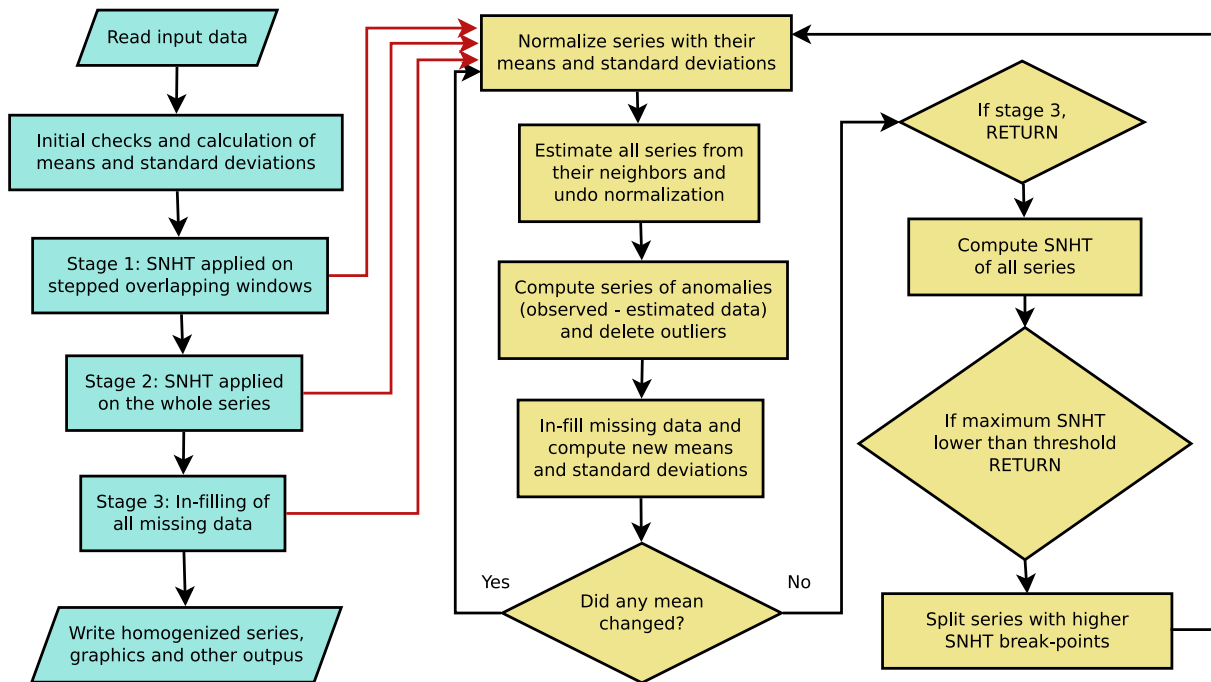 Read input data
Initial checks and calculation of
means and standard deviations
Stage 1: SNHT applied on
stepped overlapping windows
Stage 2: SNHT applied
on the whole series
Stage 3: In-filling of
all missing data
Write homogenized series,
graphics and other outpus
Normalize series with their
means and standard deviations
Estimate all series from
their neighbors and
undo normalization
Compute series of anomalies
(observed - estimated data)
and delete outliers
In-fill missing data and
compute new means
and standard deviations
Yes
No
Did any mean
changed?
If stage 3,
RETURN
Compute SNHT
of all series
If maximum SNHT
lower than threshold
RETURN
Split series with higher
SNHT break-points